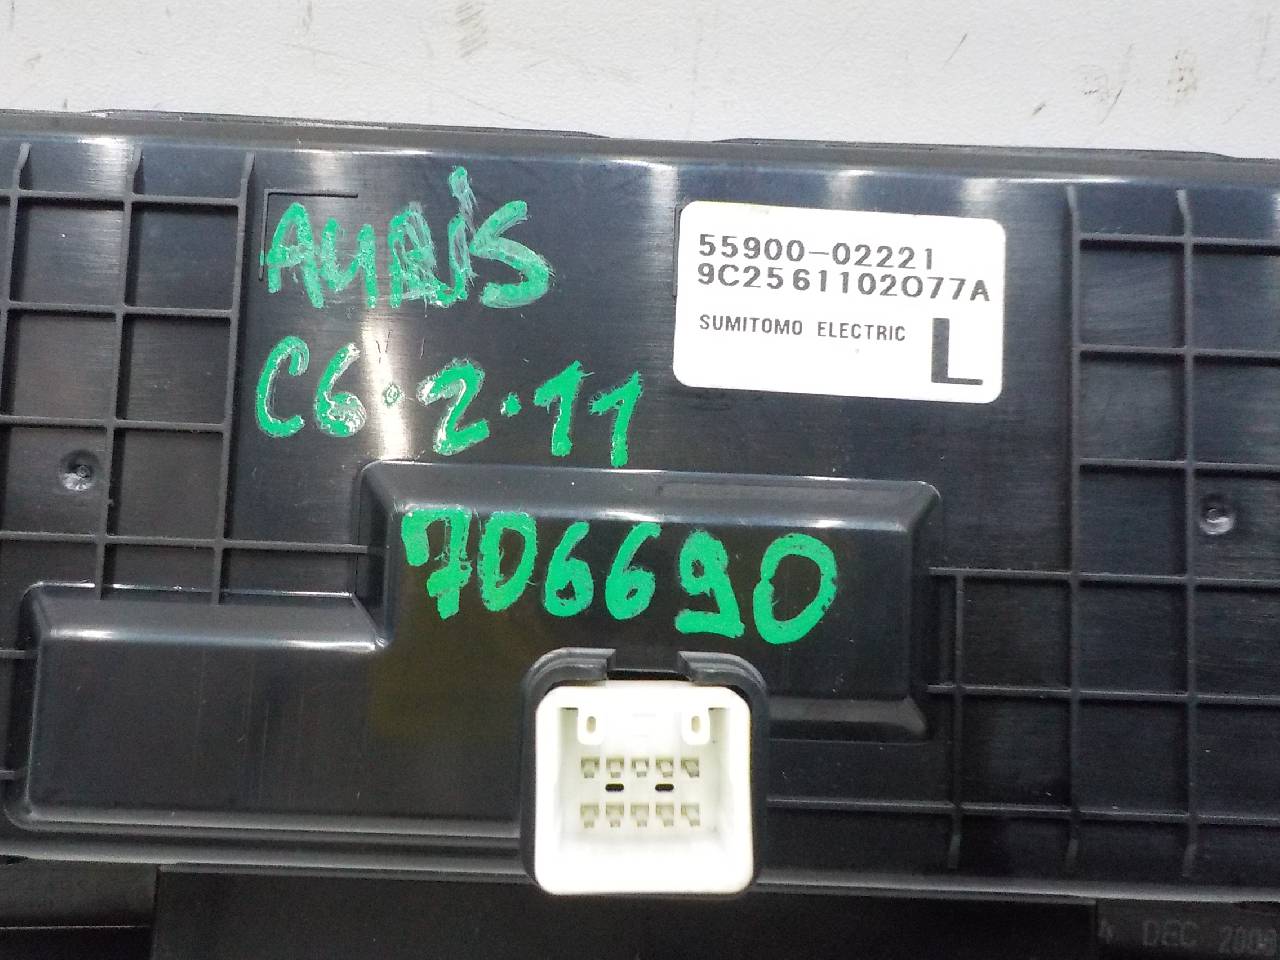 AURIS
C6·2·11
706690
55900-02221
9C2561102077A
SUMITOMO ELECTRIC
L
DEC